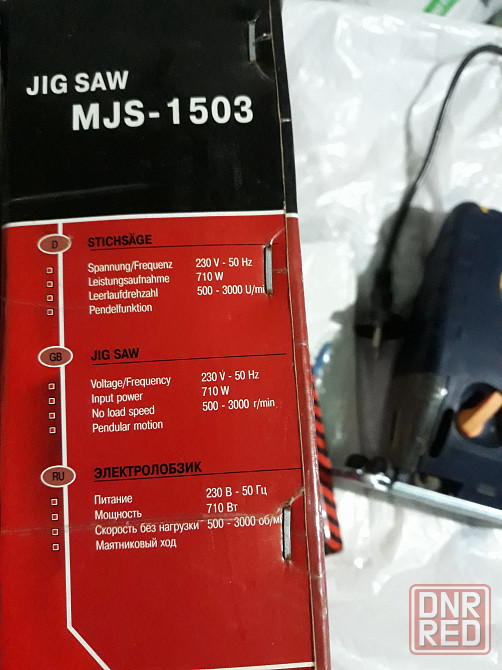 JIG SAW
MJS-1503
D STICHSÄGE
Spannung/Frequenz 230 V - 50 Hz
Leistungsaufnahme 710 W
Leerlaufdrehzahl 500 - 3000 U/mi
Pendelfunktion
GB JIG SAW
Voltage/Frequency 230 V - 50 Hz
Input power 710 W
No load speed 500 - 3000 r/min
Pendular motion
RU ЭЛЕКТРОЛОБЗИК
Питание 230 В - 50 Гц
Мощность 710 Вт
Скорость без нагрузки 500 - 3000 об/ми
Маятниковый ход
DNR
RED